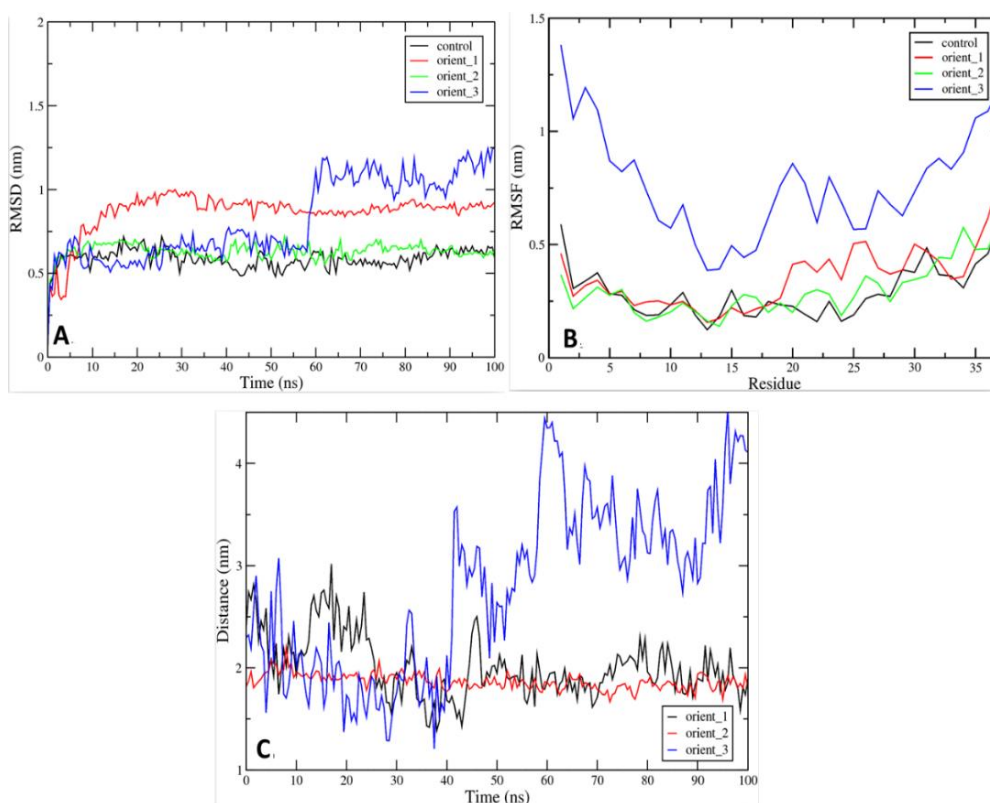 2
1.5
1
0.5
0
RMSD (nm)
control
orient_1
orient_2
orient_3
A
0 10 20 30 40 50 60 70 80 90 100
Time (ns)
1.5
1
0.5
0
RMSF (nm)
control
orient_1
orient_2
orient_3
B
0 5 10 15 20 25 30 35
Residue
4
3
2
1
Distance (nm)
orient_1
orient_2
orient_3
C
0 10 20 30 40 50 60 70 80 90 100
Time (ns)